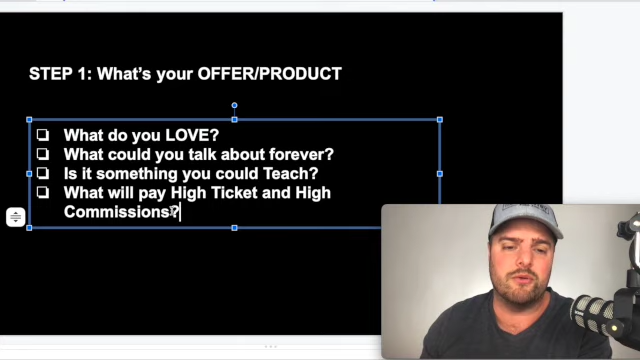 STEP 1: What's your OFFER/PRODUCT
What do you LOVE?
What could you talk about forever?
Is it something you could Teach?
What will pay High Ticket and High
Commissions?